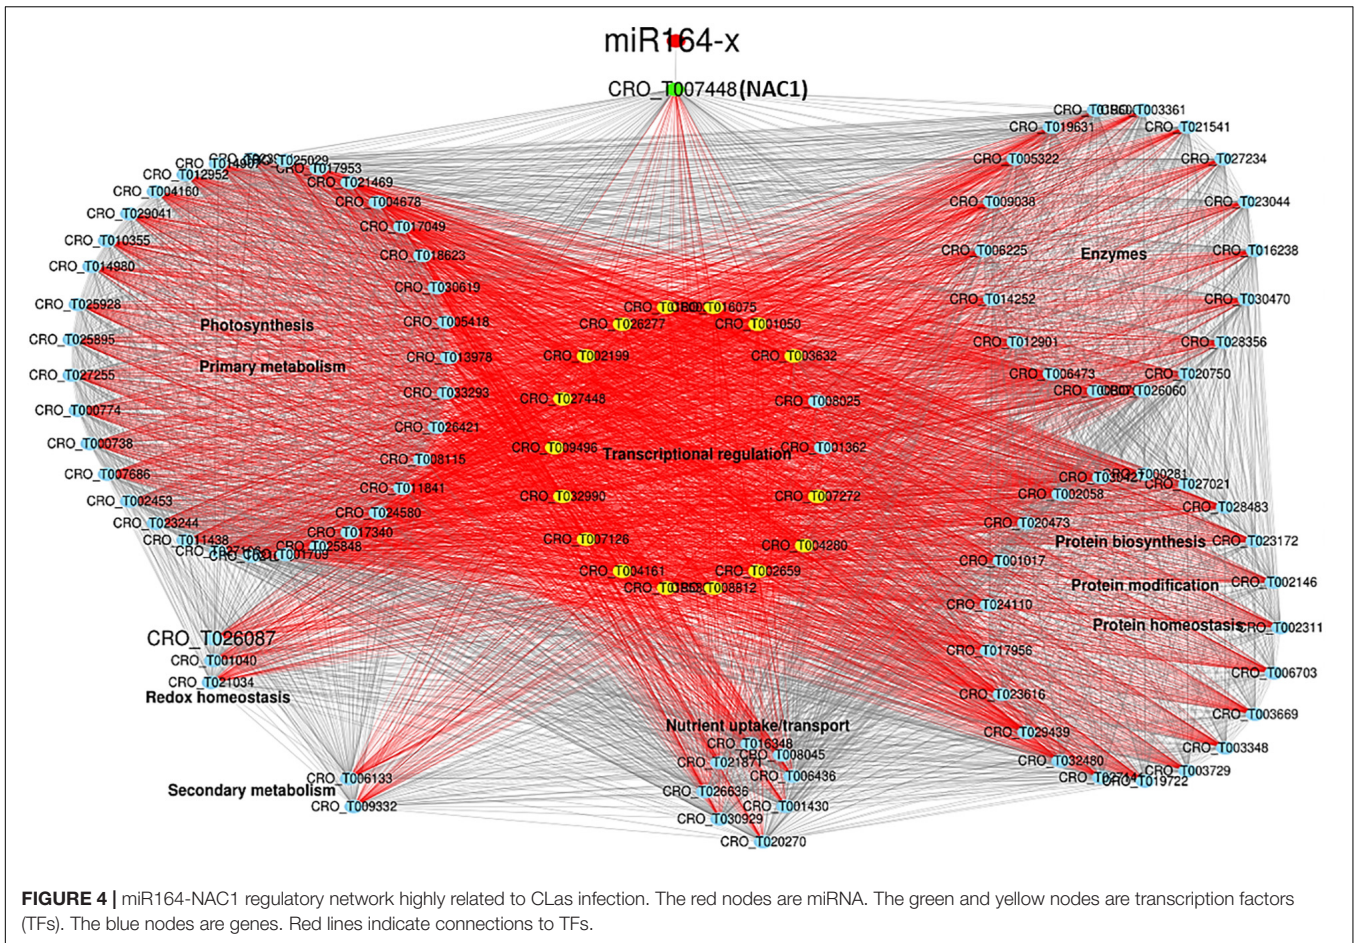 miR164-x
CRO_T007448(NAC1)
CRO_T003361
CRO_T019631
CRO_T021541
CRO_T005322
CRO_T027234
CRO_T009038
CRO_T023044
CRO_T006225
Enzymes
CRO_T016238
CRO_T014252
CRO_T030470
CRO_T012901
CRO_T028356
CRO_T006473
CRO_T020750
CRO_T026060
CRO_T025029
CRO_T017953
CRO_T012952
CRO_T021469
CRO_T004160
CRO_T004678
CRO_T029041
CRO_T017049
CRO_T010355
CRO_T018623
CRO_T014980
CRO_T030619
CRO_T025928
CRO_T005418
Photosynthesis
CRO_T025895
CRO_T013978
Primary metabolism
CRO_T027255
CRO_T033293
CRO_T000774
CRO_T026421
CRO_T000738
CRO_T008115
CRO_T007686
CRO_T011841
CRO_T002453
CRO_T024580
CRO_T023244
CRO_T017340
CRO_T011438
CRO_T025848
CRO_T001709
CRO_T016075
CRO_T026277
CRO_T001050
CRO_T002199
CRO_T003632
CRO_T027448
CRO_T008025
CRO_T009496
CRO_T001362
Transcriptional regulation
CRO_T032990
CRO_T007272
CRO_T007126
CRO_T004280
CRO_T004161
CRO_T002659
CRO_T008812
CRO_T000281
CRO_T030427
CRO_T027021
CRO_T002058
CRO_T028483
CRO_T020473
Protein biosynthesis
CRO_T023172
CRO_T001017
CRO_T002146
Protein modification
CRO_T024110
Protein homeostasis
CRO_T002311
CRO_T017956
CRO_T006703
CRO_T023616
CRO_T003669
CRO_T029439
CRO_T003348
CRO_T032480
CRO_T003729
CRO_T019722
CRO_T026087
CRO_T001040
CRO_T021034
Redox homeostasis
CRO_T006133
Secondary metabolism
CRO_T009332
Nutrient uptake/transport
CRO_T016348
CRO_T008045
CRO_T021871
CRO_T006436
CRO_T026635
CRO_T001430
CRO_T030929
CRO_T020270
FIGURE 4 | miR164-NAC1 regulatory network highly related to CLas infection. The red nodes are miRNA. The green and yellow nodes are transcription factors
(TFs). The blue nodes are genes. Red lines indicate connections to TFs.